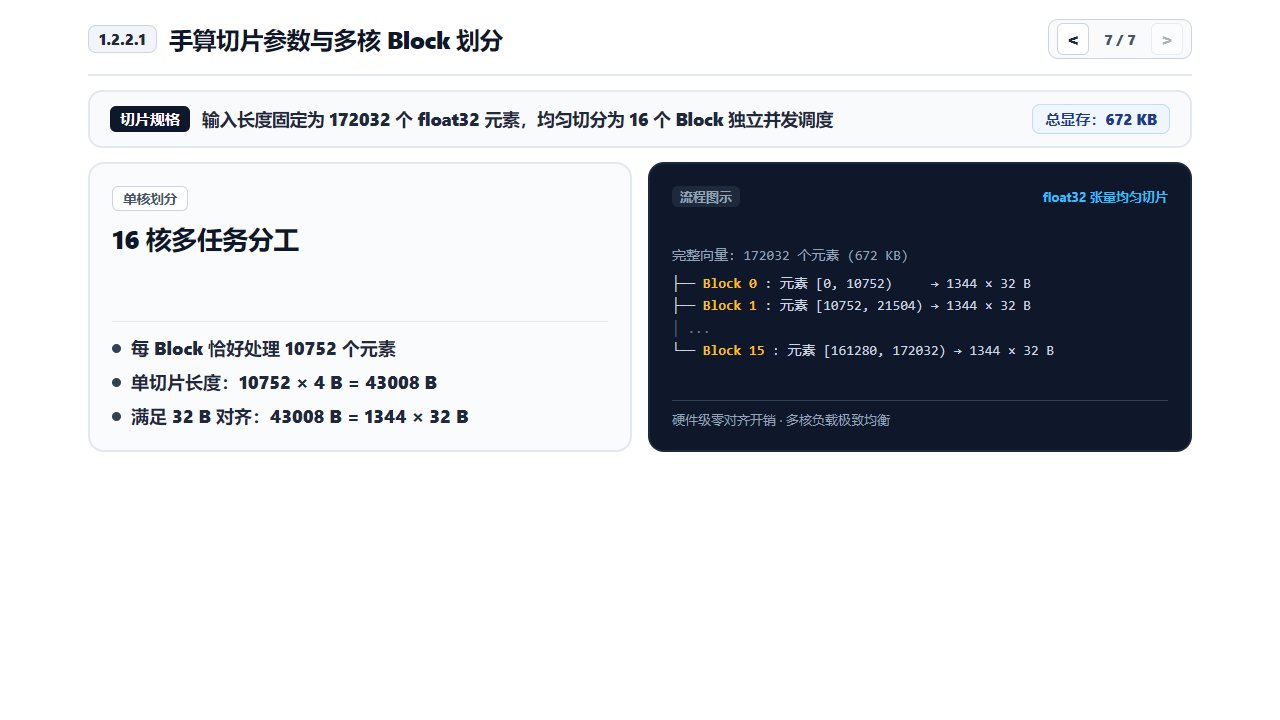 1.2.2.1 手算切片参数与多核 Block 划分
< 7 / 7 >
切片规格 输入长度固定为 172032 个 float32 元素，均匀切分为 16 个 Block 独立并发调度
总显存：672 KB
单核划分
16 核多任务分工
每 Block 恰好处理 10752 个元素
单切片长度：10752 × 4 B = 43008 B
满足 32 B 对齐：43008 B = 1344 × 32 B
流程图示
float32 张量均匀切片
完整向量: 172032 个元素 (672 KB)
├── Block 0 : 元素 [0, 10752)     → 1344 × 32 B
├── Block 1 : 元素 [10752, 21504) → 1344 × 32 B
│ ...
└── Block 15 : 元素 [161280, 172032) → 1344 × 32 B
硬件级零对齐开销 · 多核负载极致均衡